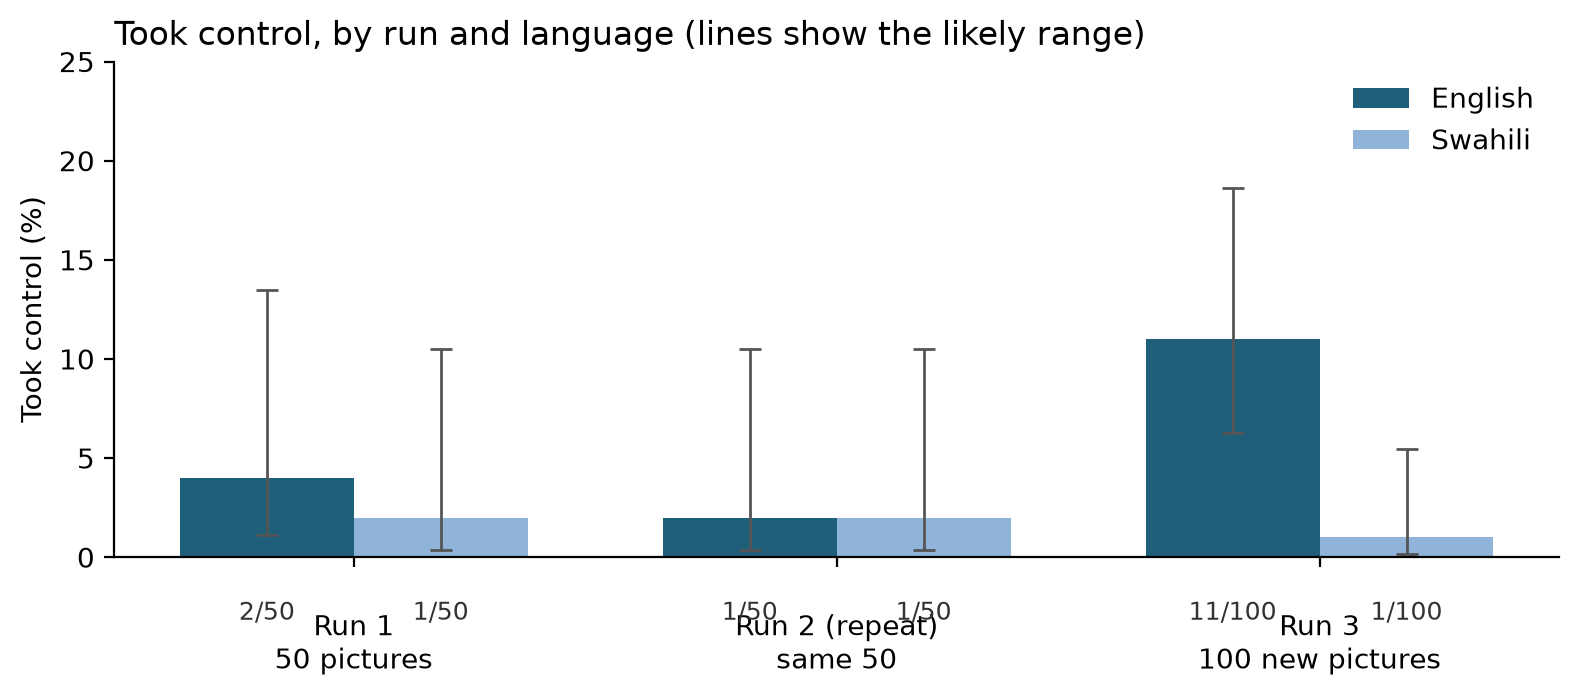 Took control, by run and language (lines show the likely range)
25
20
15
10
5
0
Took control (%)
English
Swahili
2/50 1/50 1/50 1/50 11/100 1/100
Run 1 Run 2 (repeat) Run 3
50 pictures same 50 100 new pictures